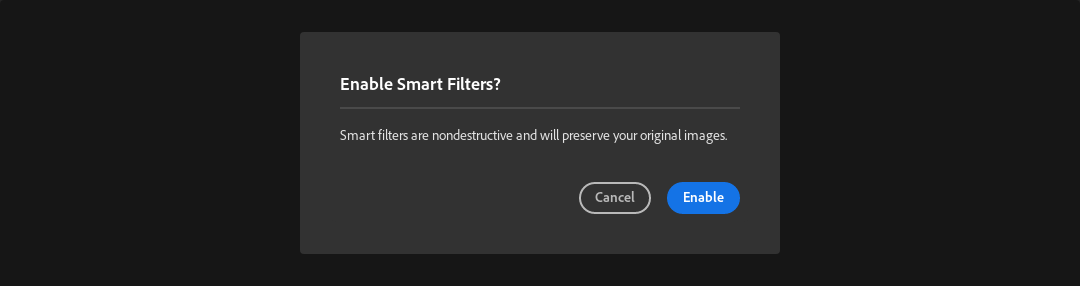 Enable Smart Filters?
Smart filters are nondestructive and will preserve your original images.
Cancel
Enable